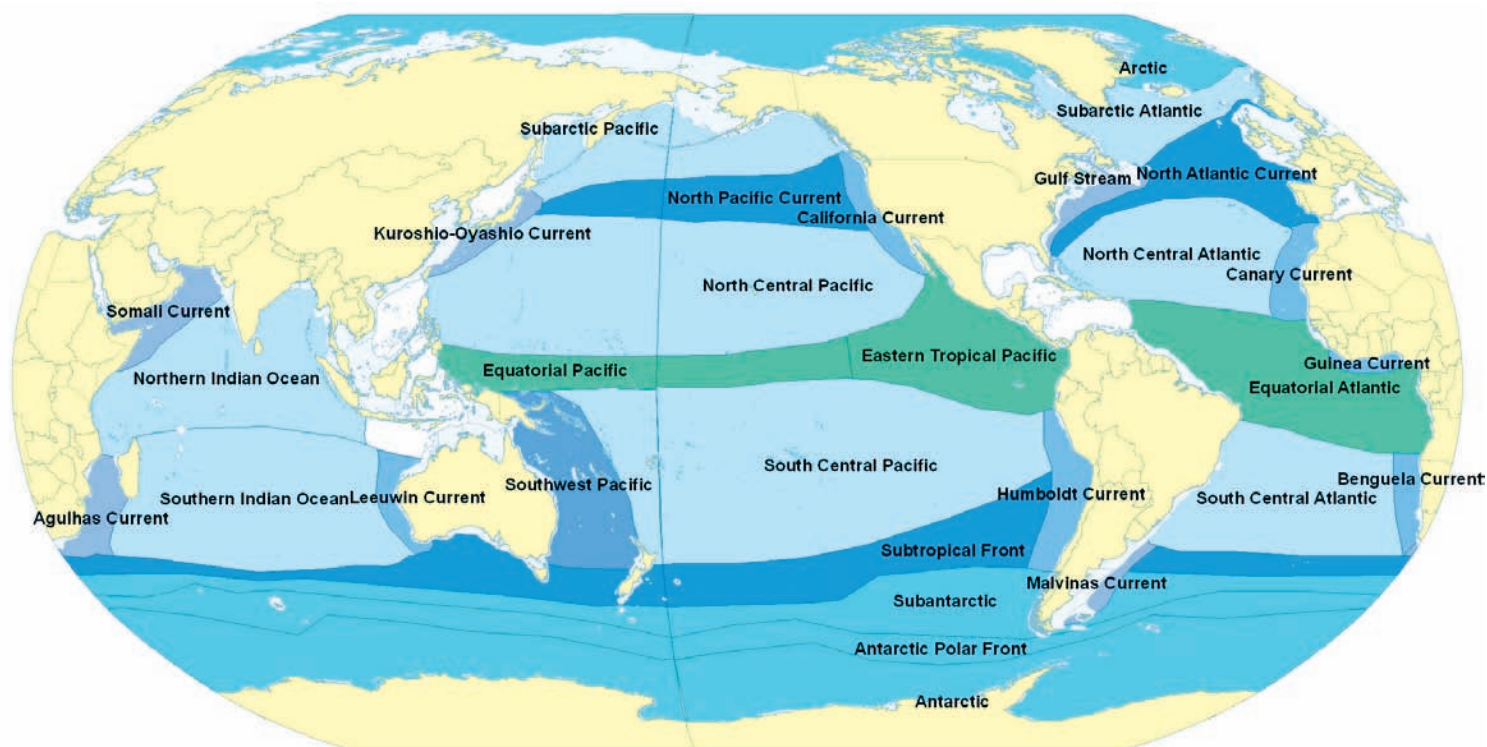 Arctic
Subarctic Atlantic
Subarctic Pacific
Gulf Stream
North Atlantic Current
North Pacific Current
California Current
Kuroshio-Oyashio Current
North Central Atlantic
Canary Current
North Central Pacific
Somali Current
Eastern Tropical Pacific
Guinea Current
Equatorial Pacific
Northern Indian Ocean
Equatorial Atlantic
South Central Pacific
Benguela Current
Southwest Pacific
Humboldt Current
Southern Indian Ocean
Leeuwin Current
South Central Atlantic
Agulhas Current
Subtropical Front
Malvinas Current
Subantarctic
Antarctic Polar Front
Antarctic